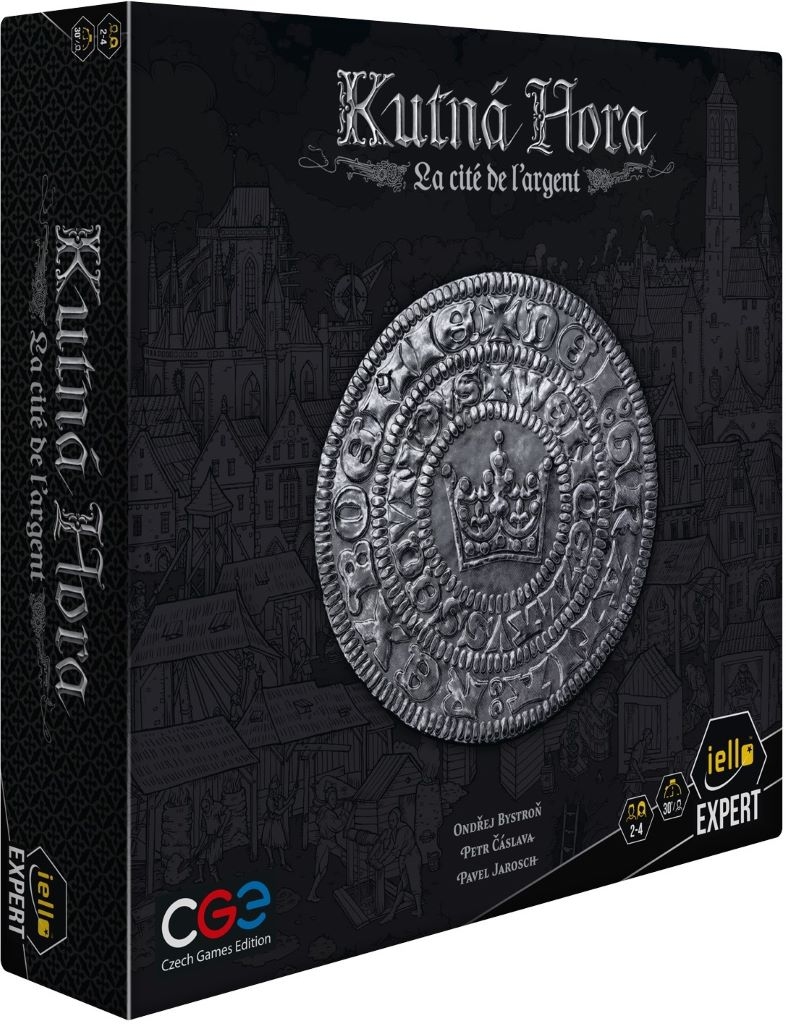 Kutná Hora
La cité de l'argent
Kutná Hora
La cité de l'argent
2-4
30'/
ONDŘEJ BYSTROŇ
PETR ČÁSLAVA
PAVEL JAROSCH
2-4
30'/
iello
EXPERT
iello
EXPERT
CGE
Czech Games Edition